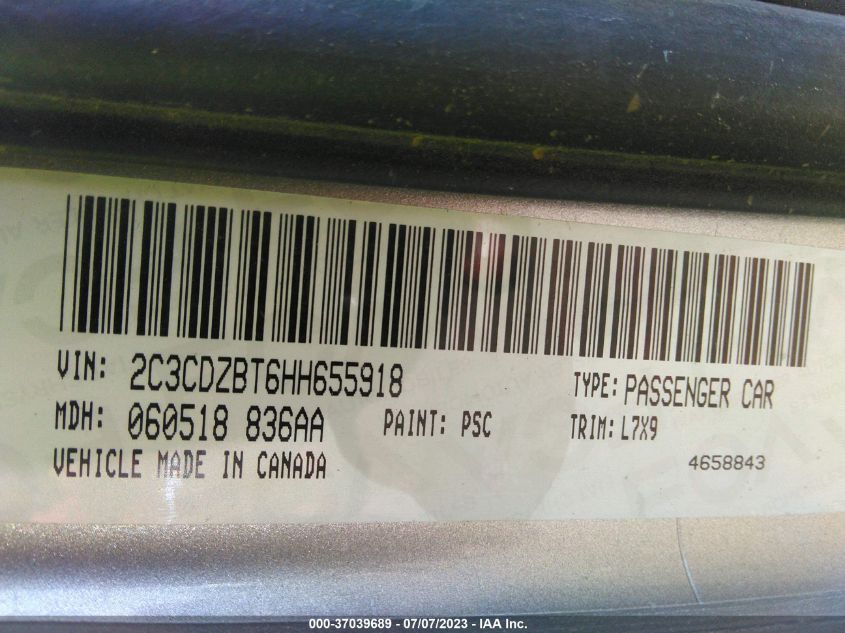 VIN: 2C3CDZBT6HH655918 TYPE: PASSENGER CAR
MDH: 060518 836AA PAINT: PSC TRIM: L7X9
VEHICLE MADE IN CANADA 4658843
000-37039689 - 07/07/2023 - IAA Inc.